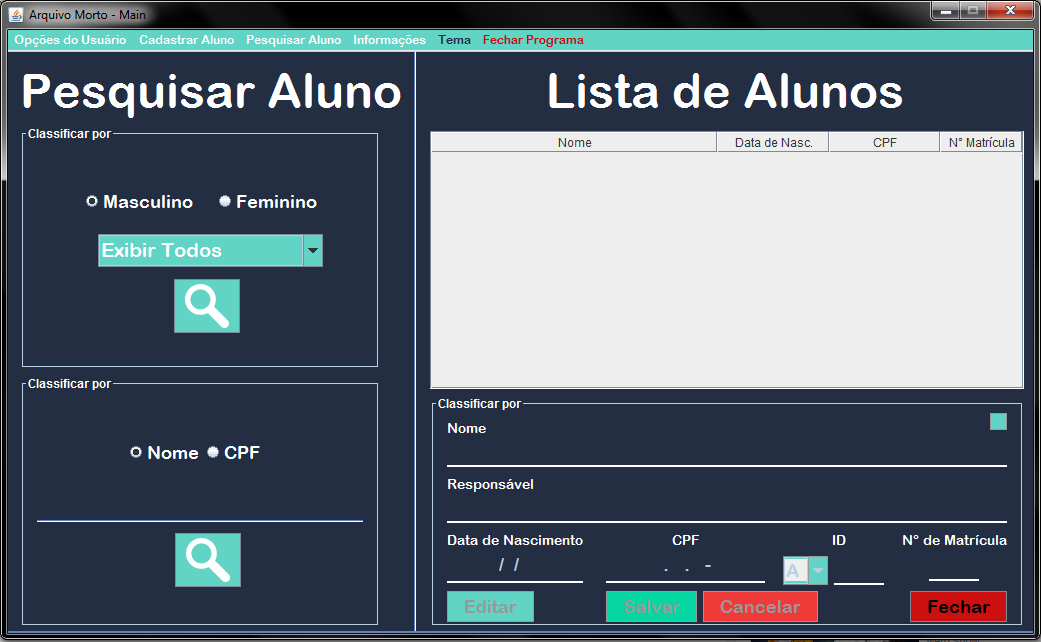 Arquivo Morto - Main
Opções do Usuário Cadastrar Aluno Pesquisar Aluno Informações Tema Fechar Programa
Pesquisar Aluno
Classificar por
Masculino Feminino
Exibir Todos
Classificar por
Nome CPF
Lista de Alunos
Nome Data de Nasc. CPF N° Matrícula
Classificar por
Nome
Responsável
Data de Nascimento CPF ID N° de Matrícula
/ / . . - A
Editar Salvar Cancelar Fechar